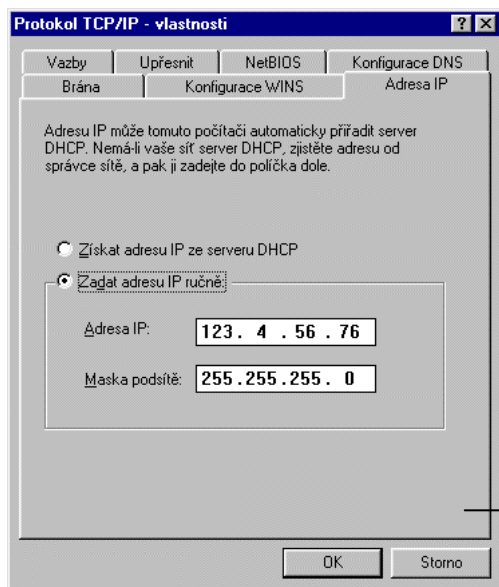 Protokol TCP/IP - vlastnosti
Vazby Upřesnit NetBIOS Konfigurace DNS
Brána Konfigurace WINS Adresa IP
Adresu IP může tomuto počítači automaticky přiřadit server
DHCP. Nemá-li vaše síť server DHCP, zjistěte adresu od
správce sítě, a pak ji zadejte do políčka dole.
Získat adresu IP ze serveru DHCP
Zadat adresu IP ručně:
Adresa IP: 123. 4 .56 .76
Maska podsítě: 255.255.255. 0
OK Storno